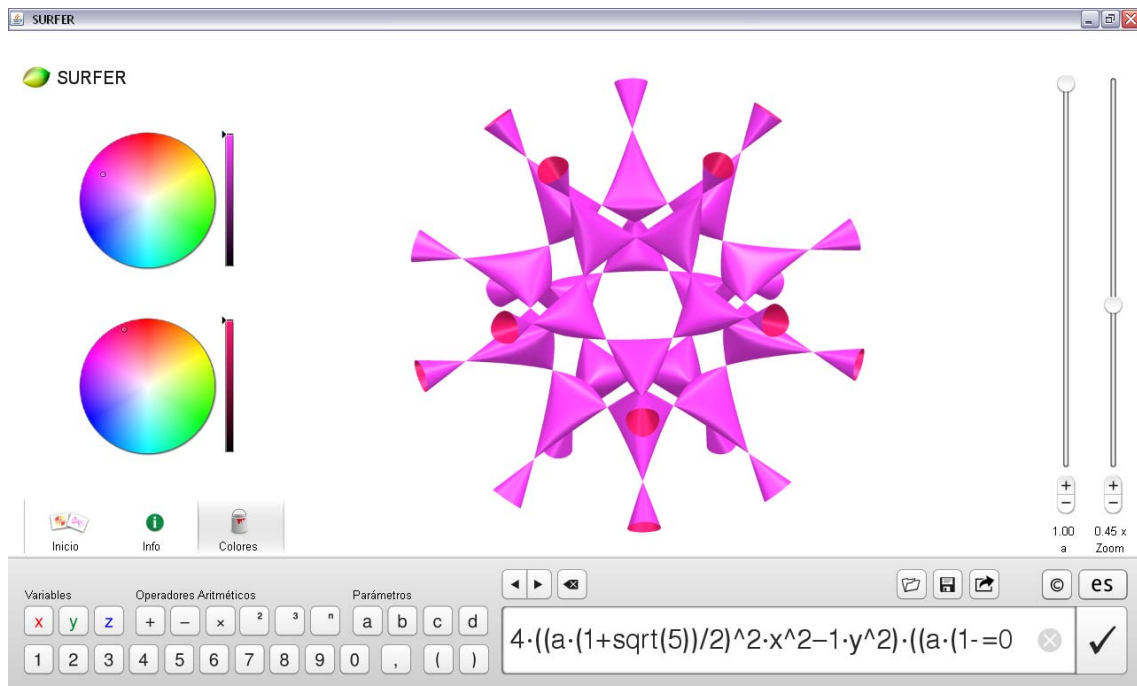 SURFER
SURFER
+ +
− −
1.00 0.45 x
a Zoom
Inicio Info Colores
Variables Operadores Aritméticos Parámetros
x y z + − × ² ³ ⁿ a b c d
1 2 3 4 5 6 7 8 9 0 , ( )
© es
4·((a·(1+sqrt(5))/2)^2·x^2−1·y^2)·((a·(1-=0